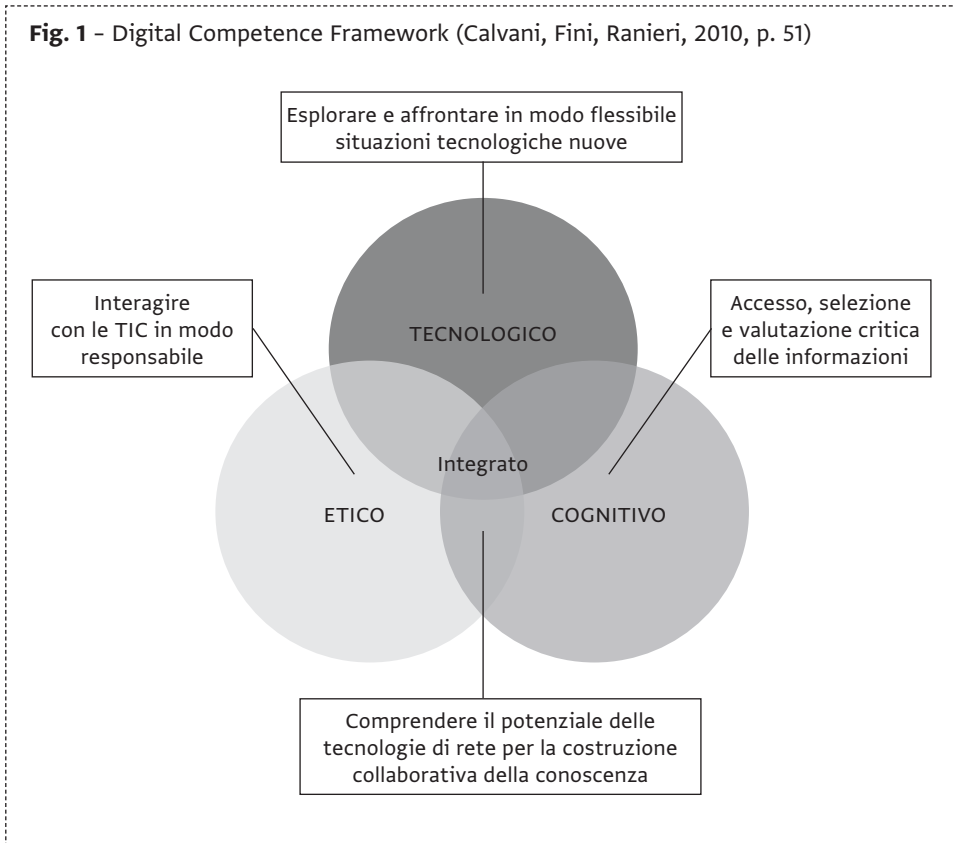 Fig. 1 – Digital Competence Framework (Calvani, Fini, Ranieri, 2010, p. 51)
Esplorare e affrontare in modo flessibile
situazioni tecnologiche nuove
Interagire
con le TIC in modo
responsabile
Accesso, selezione
e valutazione critica
delle informazioni
TECNOLOGICO
Integrato
ETICO
COGNITIVO
Comprendere il potenziale delle
tecnologie di rete per la costruzione
collaborativa della conoscenza